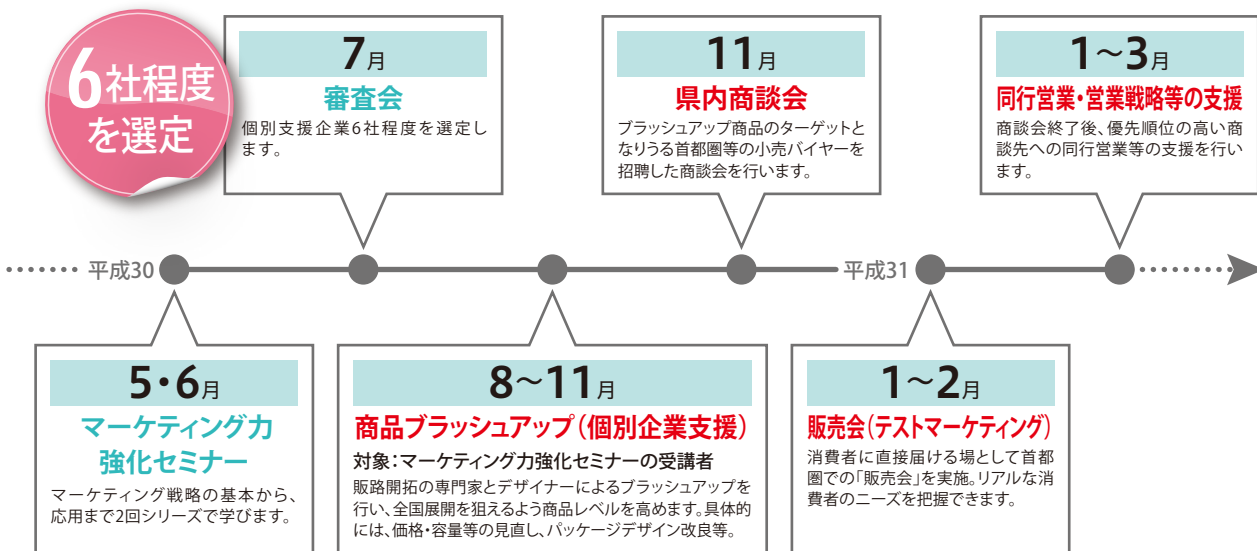 6社程度
を選定
7月
審査会
個別支援企業6社程度を選定し
ます。
11月
県内商談会
ブラッシュアップ商品のターゲットと
なりうる首都圏等の小売バイヤーを
招聘した商談会を行います。
1～3月
同行営業・営業戦略等の支援
商談会終了後、優先順位の高い商
談先への同行営業等の支援を行い
ます。
平成30
平成31
5・6月
マーケティング力
強化セミナー
マーケティング戦略の基本から、
応用まで2回シリーズで学びます。
8～11月
商品ブラッシュアップ（個別企業支援）
対象：マーケティング力強化セミナーの受講者
販路開拓の専門家とデザイナーによるブラッシュアップを
行い、全国展開を狙えるよう商品レベルを高めます。具体的
には、価格・容量等の見直し、パッケージデザイン改良等。
1～2月
販売会（テストマーケティング）
消費者に直接届ける場として首都
圏での「販売会」を実施。リアルな消
費者のニーズを把握できます。